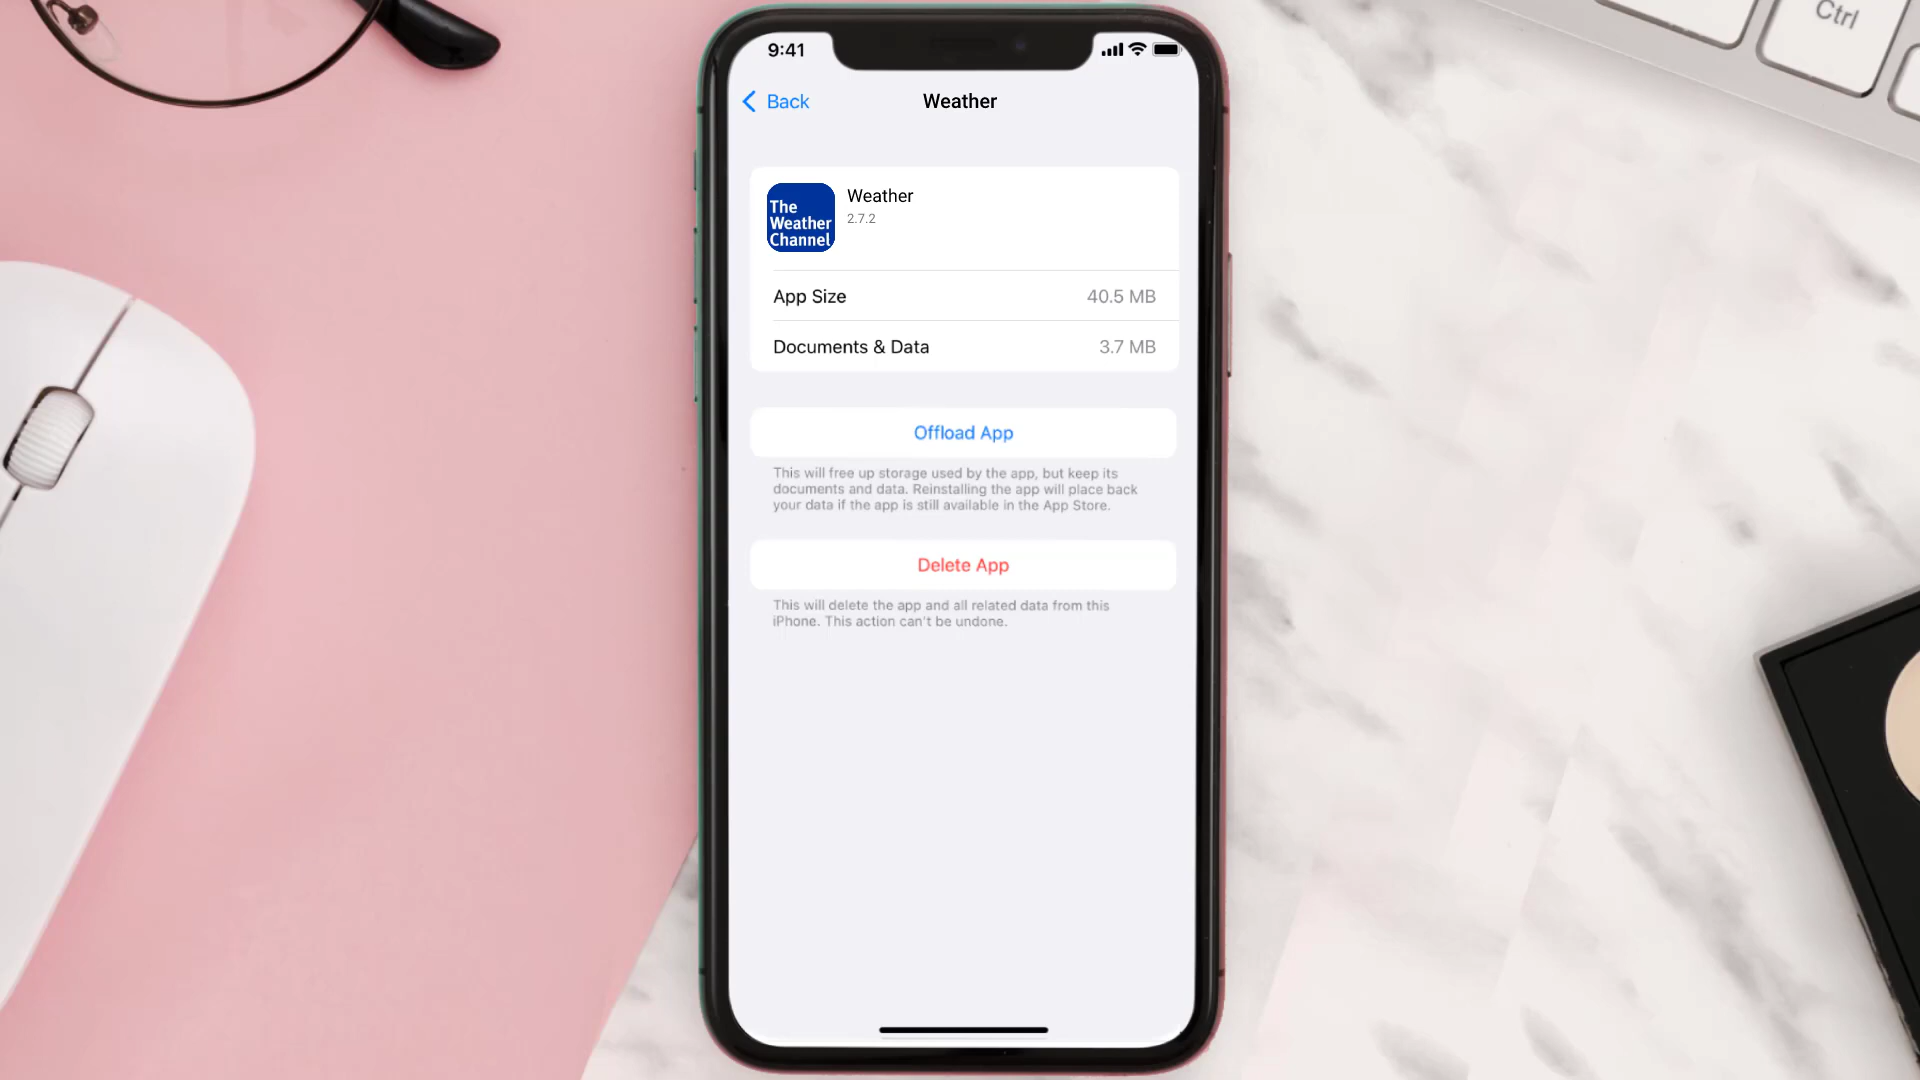 9:41
Back
Weather
The
Weather
Channel
Weather
2.7.2
App Size
40.5 MB
Documents & Data
3.7 MB
Offload App
This will free up storage used by the app, but keep its
documents and data. Reinstalling the app will place back
your data if the app is still available in the App Store.
Delete App
This will delete the app and all related data from this
iPhone. This action can't be undone.
Ctrl